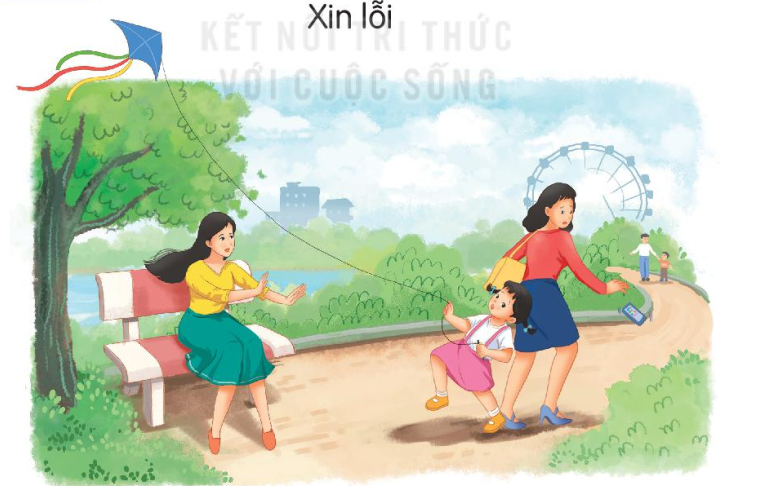 Xin lỗi
KẾT NỐI TRI THỨC
VỚI CUỘC SỐNG